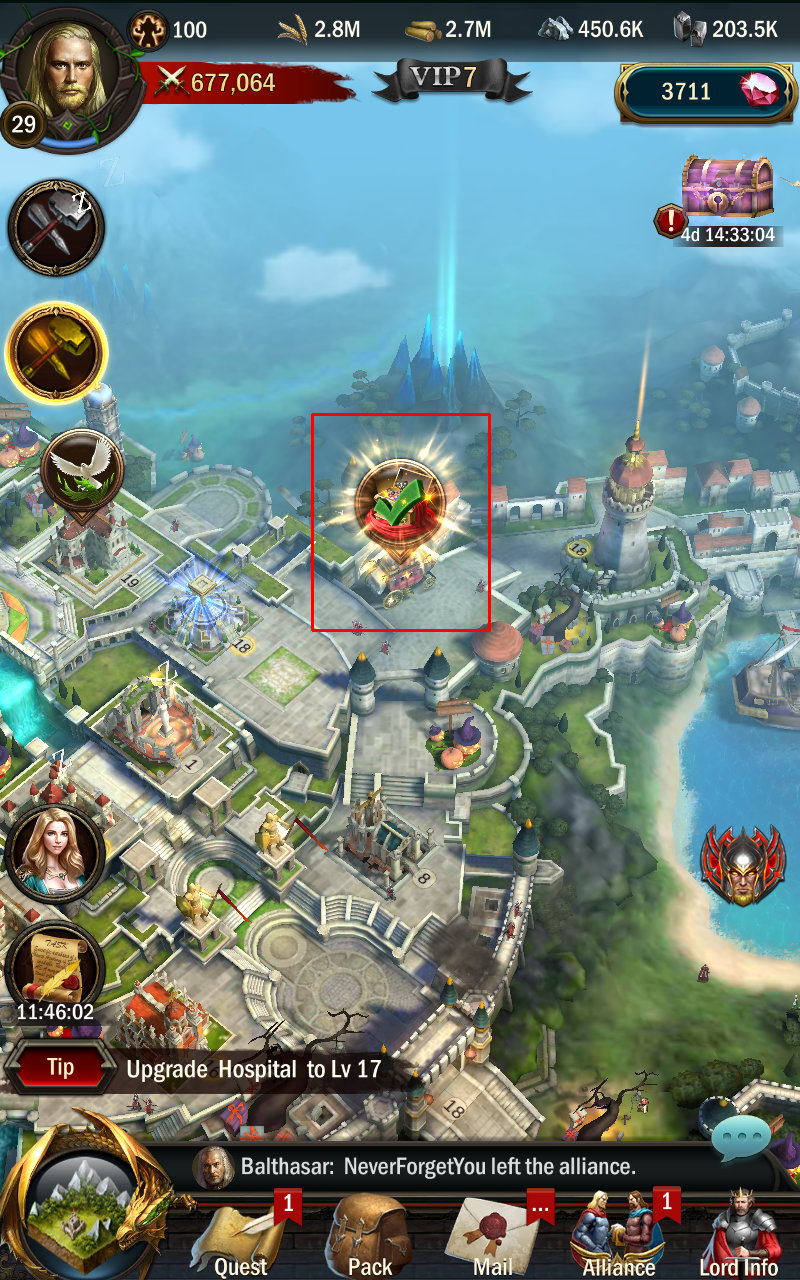 100
2.8M
2.7M
450.6K
203.5K
677,064
VIP7
3711
29
4d 14:33:04
18
19
18
1
8
TASK
11:46:02
Tip
Upgrade Hospital to Lv 17
18
Balthasar: NeverForgetYou left the alliance.
1
...
1
Quest
Pack
Mail
Alliance
Lord Info